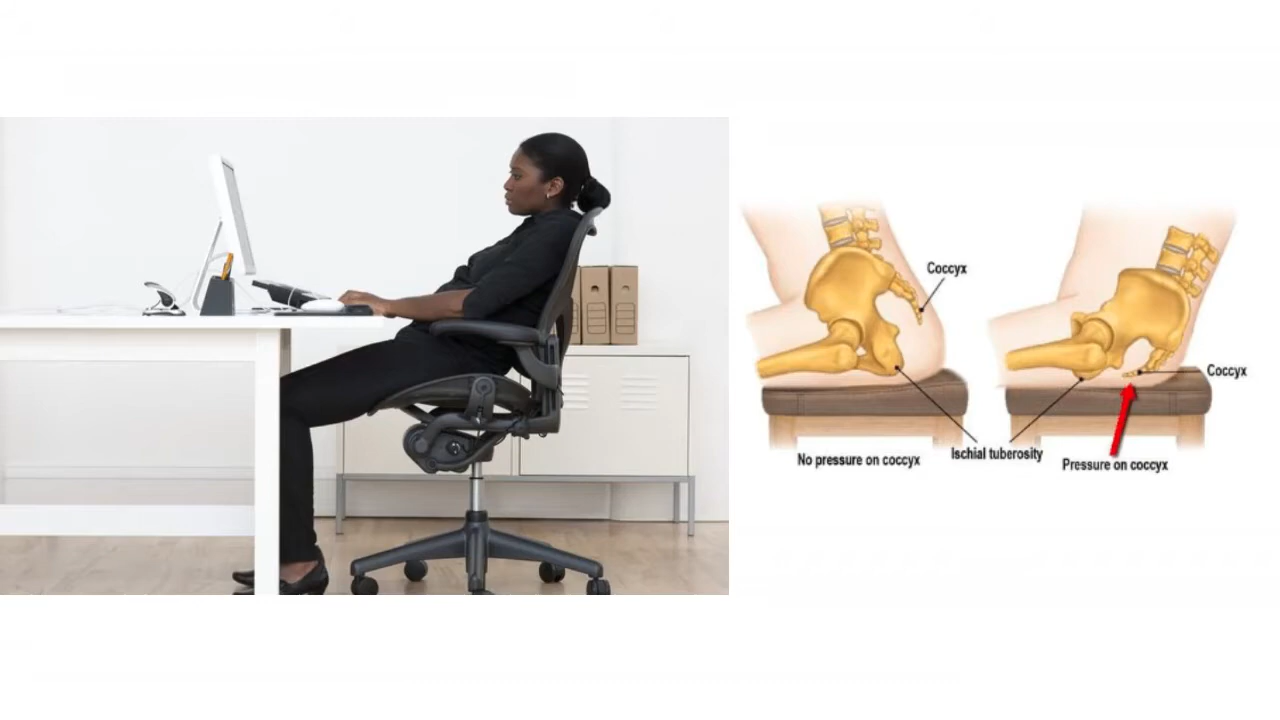 Coccyx
Coccyx
Ischial tuberosity
No pressure on coccyx
Pressure on coccyx